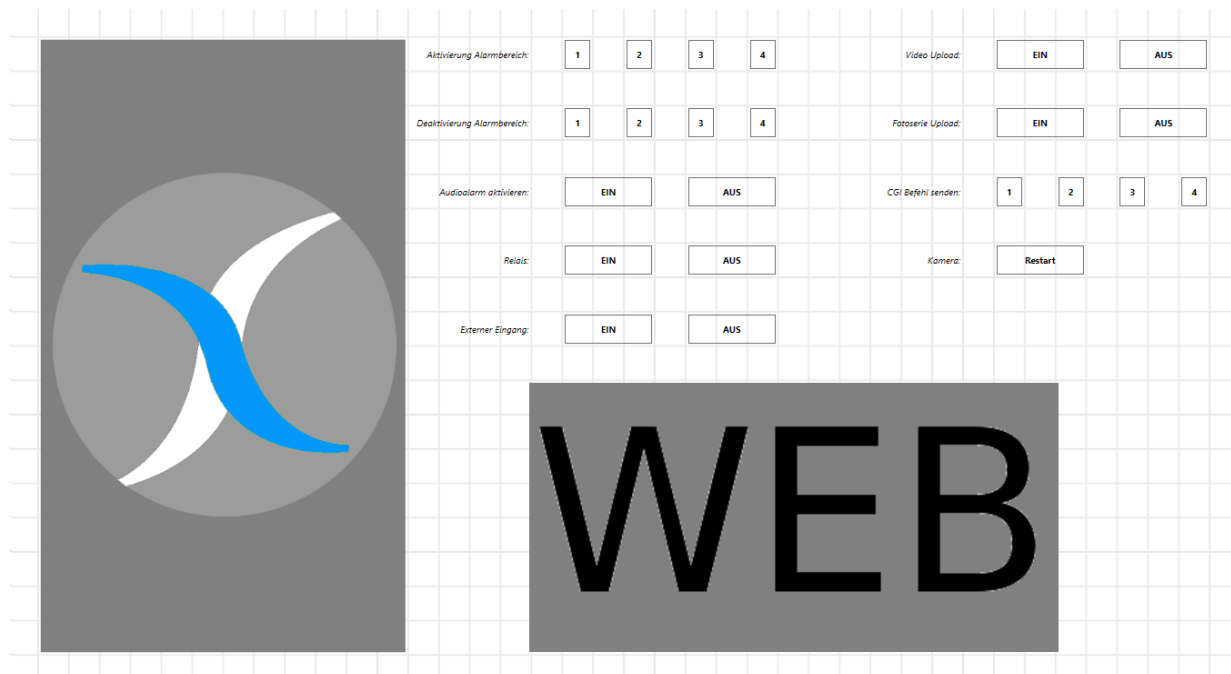 Aktivierung Alarmbereich: 1 2 3 4
Video Upload: EIN AUS
Deaktivierung Alarmbereich: 1 2 3 4
Fotoserie Upload: EIN AUS
Audioalarm aktivieren: EIN AUS
CGI Befehl senden: 1 2 3 4
Relais: EIN AUS
Kamera: Restart
Externer Eingang: EIN AUS
WEB